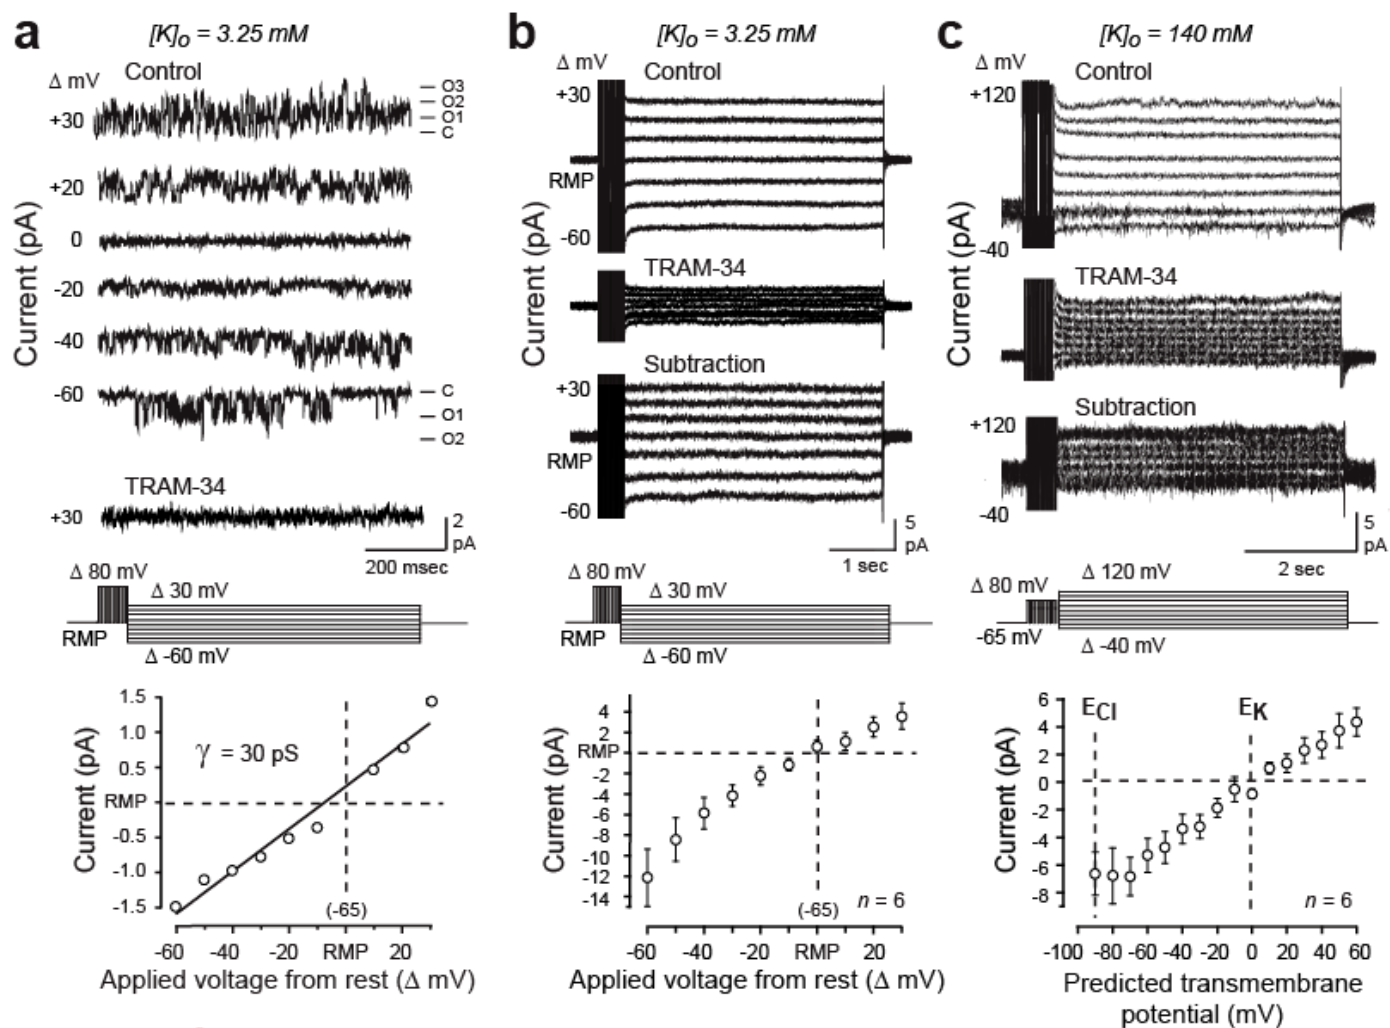 a
[K]o = 3.25 mM
Δ mV
Control
+30
O3
O2
O1
C
+20
0
-20
-40
-60
C
O1
O2
Current (pA)
TRAM-34
+30
2
pA
200 msec
Δ 80 mV
Δ 30 mV
RMP
Δ -60 mV
1.5
1.0
0.5
RMP
-0.5
-1.0
-1.5
Current (pA)
γ = 30 pS
(-65)
-60 -40 -20 RMP 20
Applied voltage from rest (Δ mV)
b
[K]o = 3.25 mM
Δ mV
Control
+30
RMP
-60
Current (pA)
TRAM-34
Subtraction
+30
RMP
-60
5
pA
1 sec
Δ 80 mV
Δ 30 mV
RMP
Δ -60 mV
4
2
RMP
-2
-4
-6
-8
-10
-12
-14
Current (pA)
(-65)
n = 6
-60 -40 -20 RMP 20
Applied voltage from rest (Δ mV)
c
[K]o = 140 mM
Δ mV
Control
+120
-40
Current (pA)
TRAM-34
Subtraction
+120
-40
5
pA
2 sec
Δ 80 mV
Δ 120 mV
-65 mV
Δ -40 mV
6
4
2
0
-2
-4
-6
-8
Current (pA)
ECl
EK
n = 6
-100 -80 -60 -40 -20 0 20 40 60
Predicted transmembrane
potential (mV)